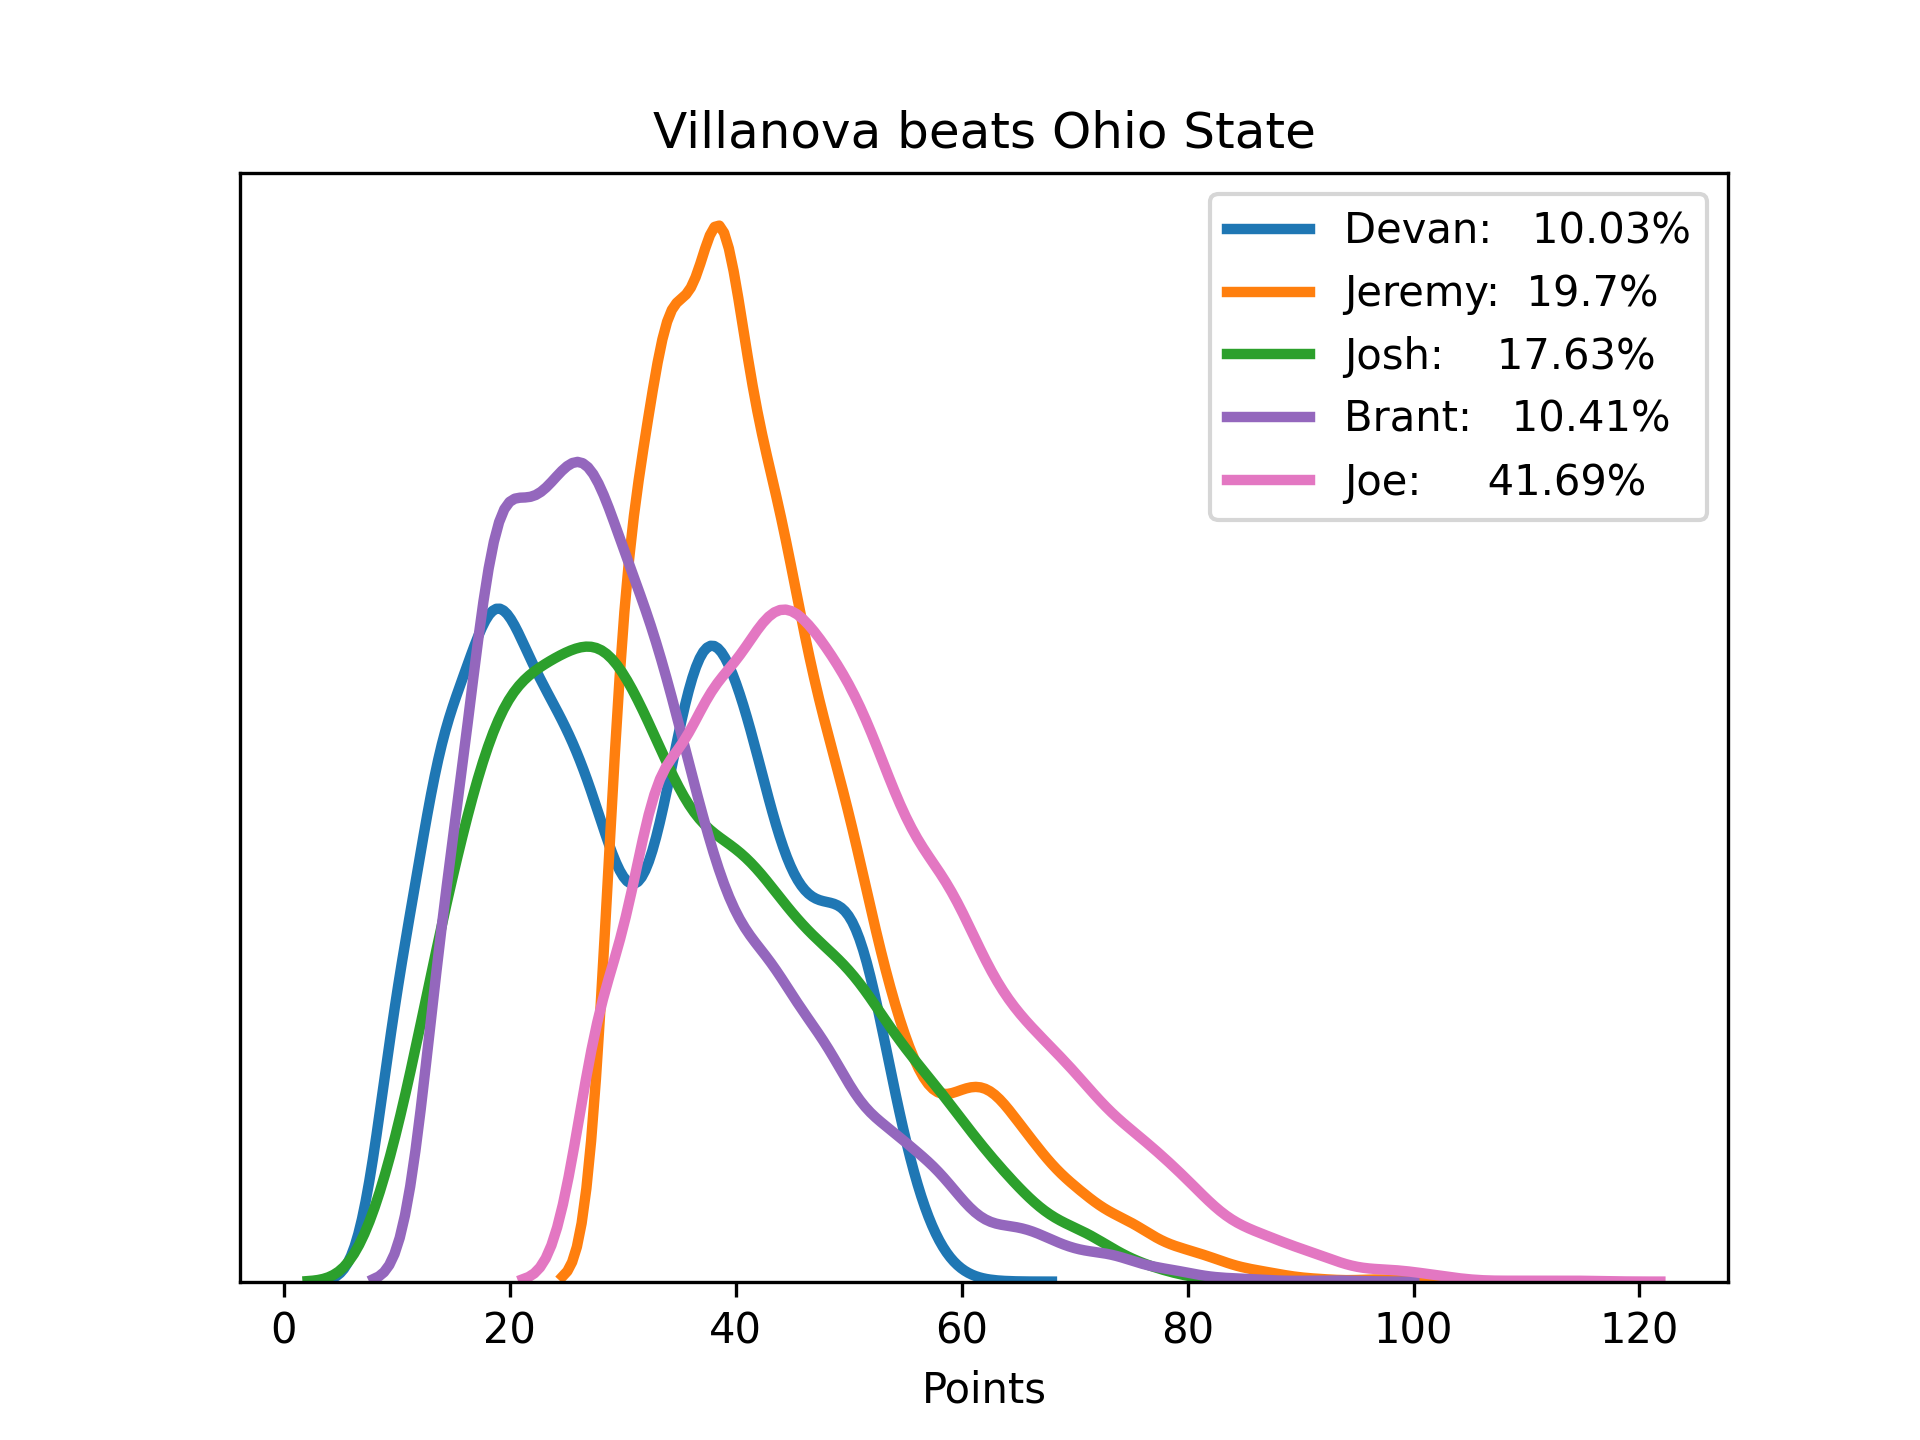 Villanova beats Ohio State
Devan: 10.03%
Jeremy: 19.7%
Josh: 17.63%
Brant: 10.41%
Joe: 41.69%
0 20 40 60 80 100 120
Points